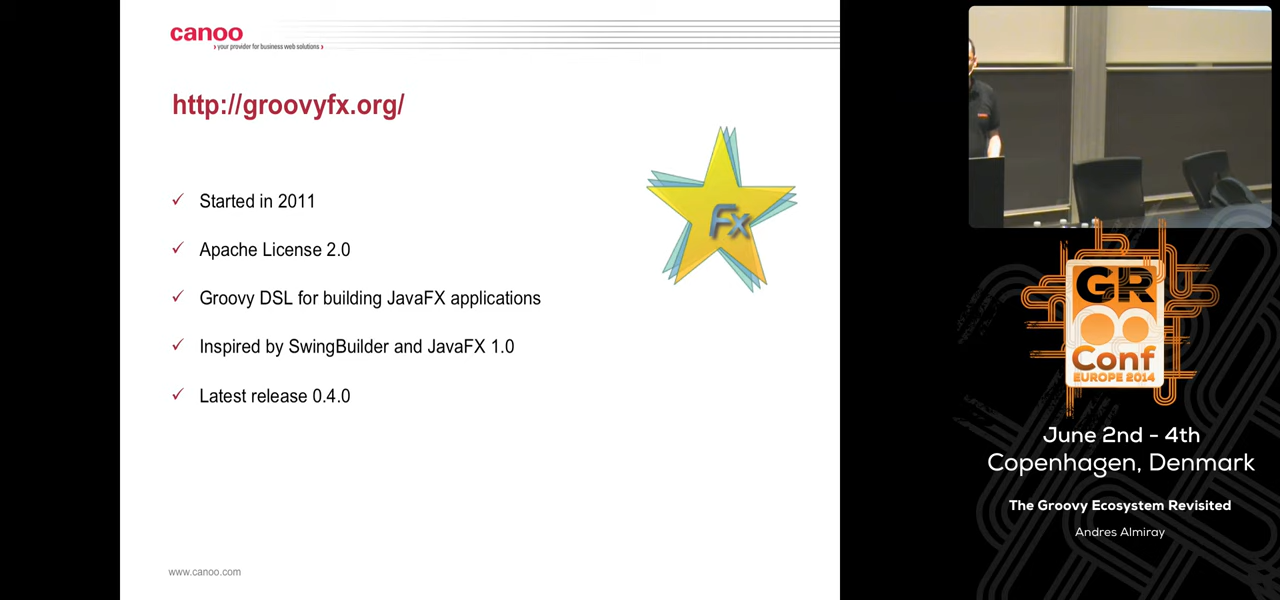 canoo
your provider for business web solutions
http://groovyfx.org/
Started in 2011
Apache License 2.0
Groovy DSL for building JavaFX applications
Inspired by SwingBuilder and JavaFX 1.0
Latest release 0.4.0
Fx
www.canoo.com
GR
Conf
EUROPE 2014
June 2nd - 4th
Copenhagen, Denmark
The Groovy Ecosystem Revisited
Andres Almiray